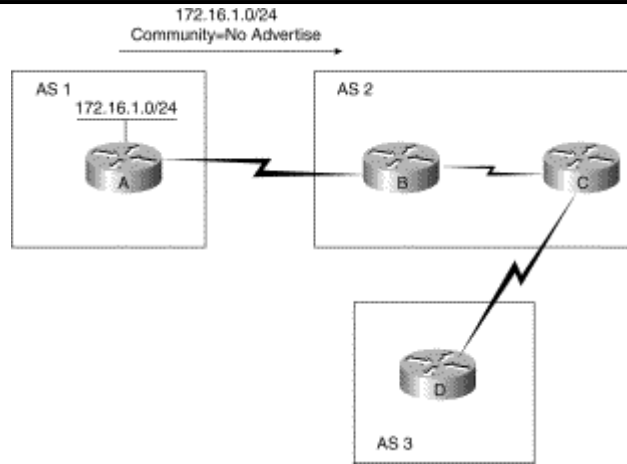 172.16.1.0/24
Community=No Advertise
AS 1
172.16.1.0/24
A
AS 2
B
C
D
AS 3